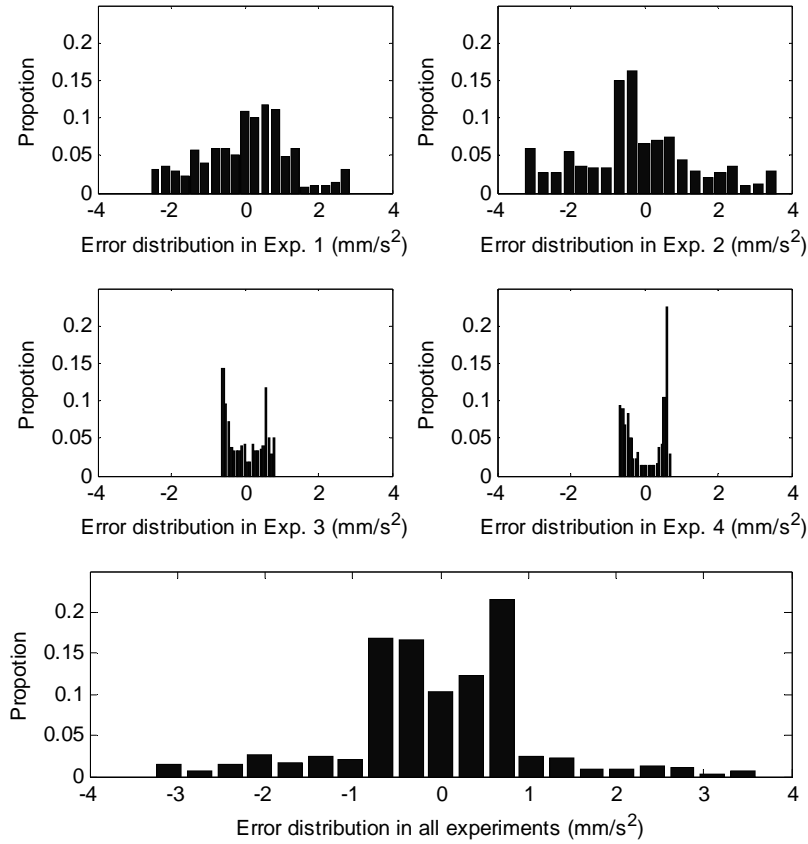 0.2
0.15
0.1
0.05
0
Propotion
-4 -2 0 2 4
Error distribution in Exp. 1 (mm/s²)
0.2
0.15
0.1
0.05
0
Propotion
-4 -2 0 2 4
Error distribution in Exp. 2 (mm/s²)
0.2
0.15
0.1
0.05
0
Propotion
-4 -2 0 2 4
Error distribution in Exp. 3 (mm/s²)
0.2
0.15
0.1
0.05
0
Propotion
-4 -2 0 2 4
Error distribution in Exp. 4 (mm/s²)
0.2
0.15
0.1
0.05
0
Propotion
-4 -3 -2 -1 0 1 2 3 4
Error distribution in all experiments (mm/s²)